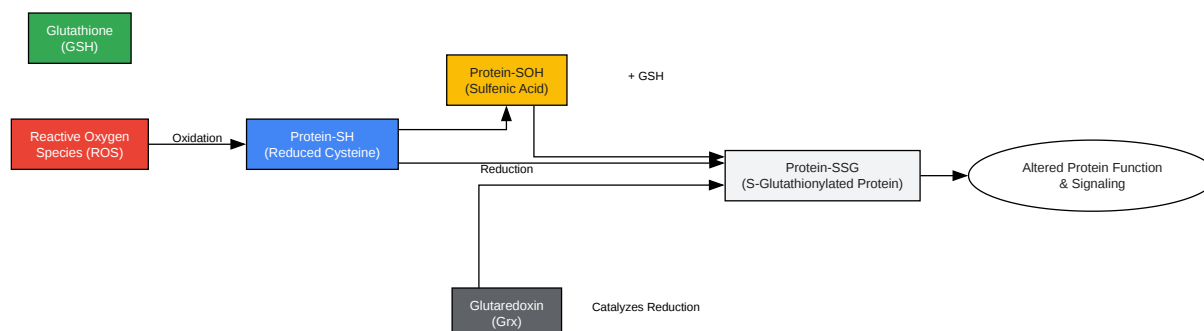 Glutathione
(GSH)
Protein-SOH
(Sulfenic Acid)
+ GSH
Reactive Oxygen
Species (ROS)
Oxidation
Protein-SH
(Reduced Cysteine)
Reduction
Protein-SSG
(S-Glutathionylated Protein)
Altered Protein Function
& Signaling
Glutaredoxin
(Grx)
Catalyzes Reduction